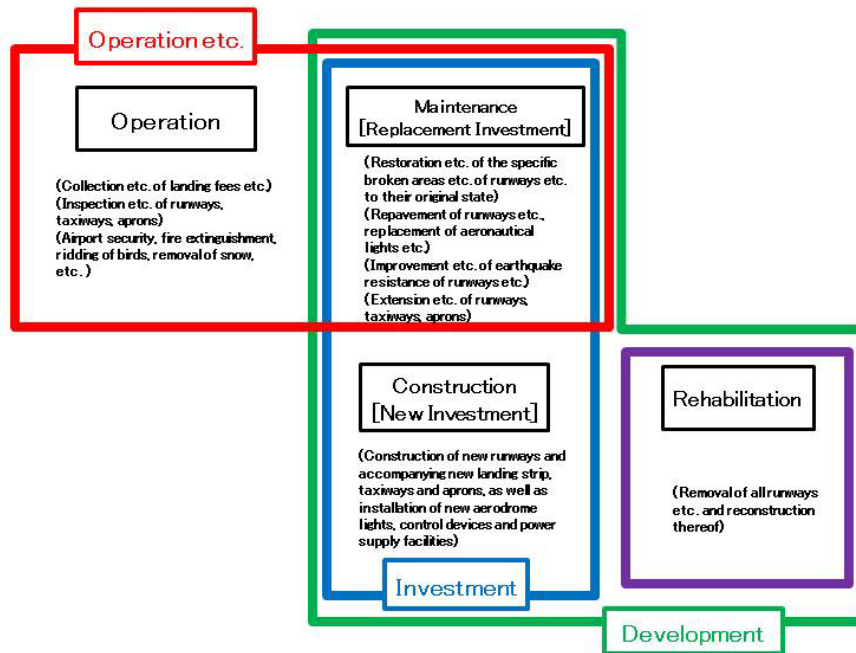 Operation etc.
Operation
(Collection etc. of landing fees etc.)
(Inspection etc. of runways,
taxiways, aprons)
(Airport security, fire extinguishment,
ridding of birds, removal of snow,
etc.)
Maintenance
[Replacement Investment]
(Restoration etc. of the specific
broken areas etc. of runways etc.
to their original state)
(Repavement of runways etc.,
replacement of aeronautical
lights etc.)
(Improvement etc. of earthquake
resistance of runways etc.)
(Extension etc. of runways,
taxiways, aprons)
Construction
[New Investment]
(Construction of new runways and
accompanying new landing strip,
taxiways and aprons, as well as
installation of new aerodrome
lights, control devices and power
supply facilities)
Investment
Rehabilitation
(Removal of all runways
etc. and reconstruction
thereof)
Development